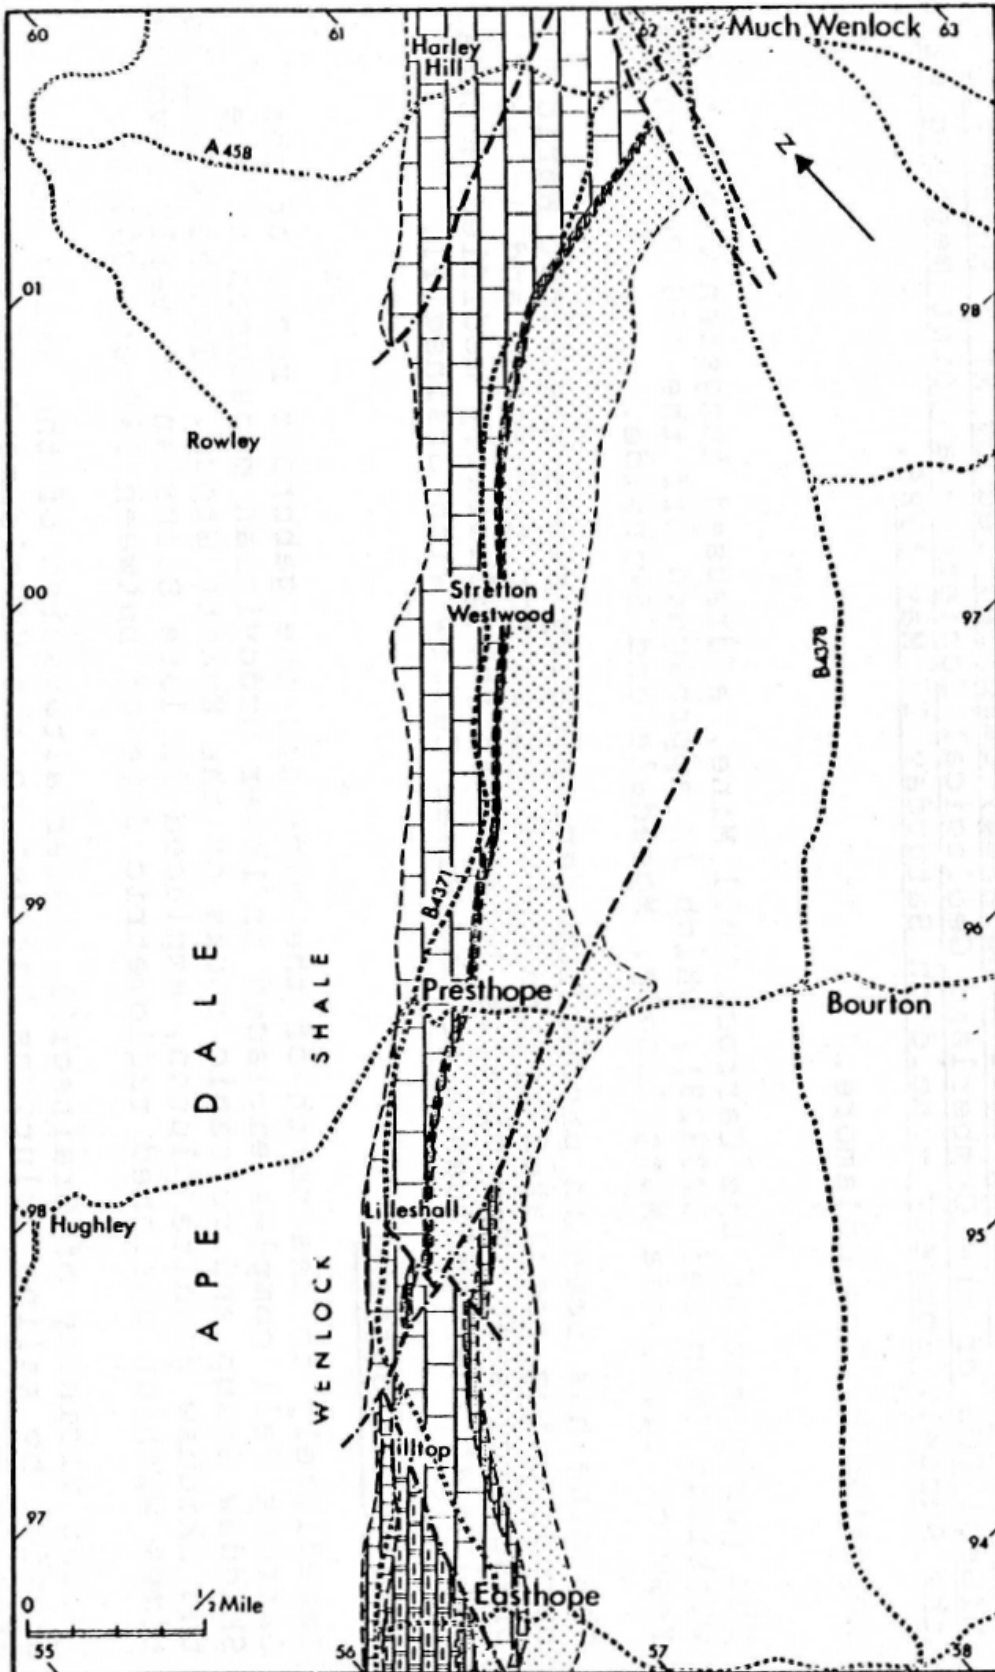 60
61
62
Much Wenlock
63
Harley
Hill
A 458
N
01
98
Rowley
00
Stretton
Westwood
97
B4378
99
B4371
96
Presthope
Bourton
APEDALE
WENLOCK SHALE
98
Hughley
Lilleshall
95
Hilltop
97
94
Easthope
0
½ Mile
55
56
57
58